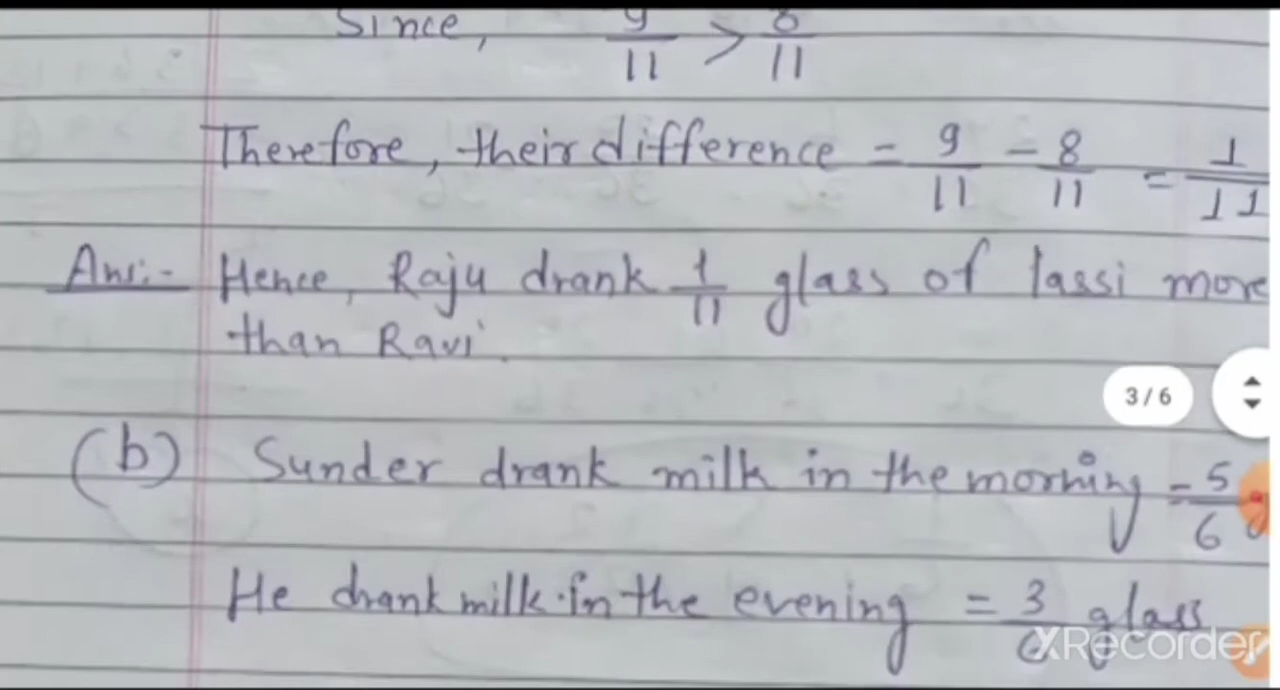 Since, 9/11 > 8/11
Therefore, their difference = 9/11 - 8/11 = 1/11
Ans:- Hence, Raju drank 1/11 glass of lassi more
than Ravi.
3/6
(b) Sunder drank milk in the morning = 5/6 g
He drank milk in the evening = 3/6 glass
XRecorder